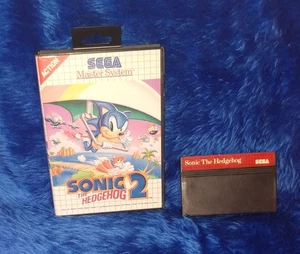 SEGA
Master System
ACTION
SONIC
THE
HEDGEHOG
2
Sonic The Hedgehog SEGA